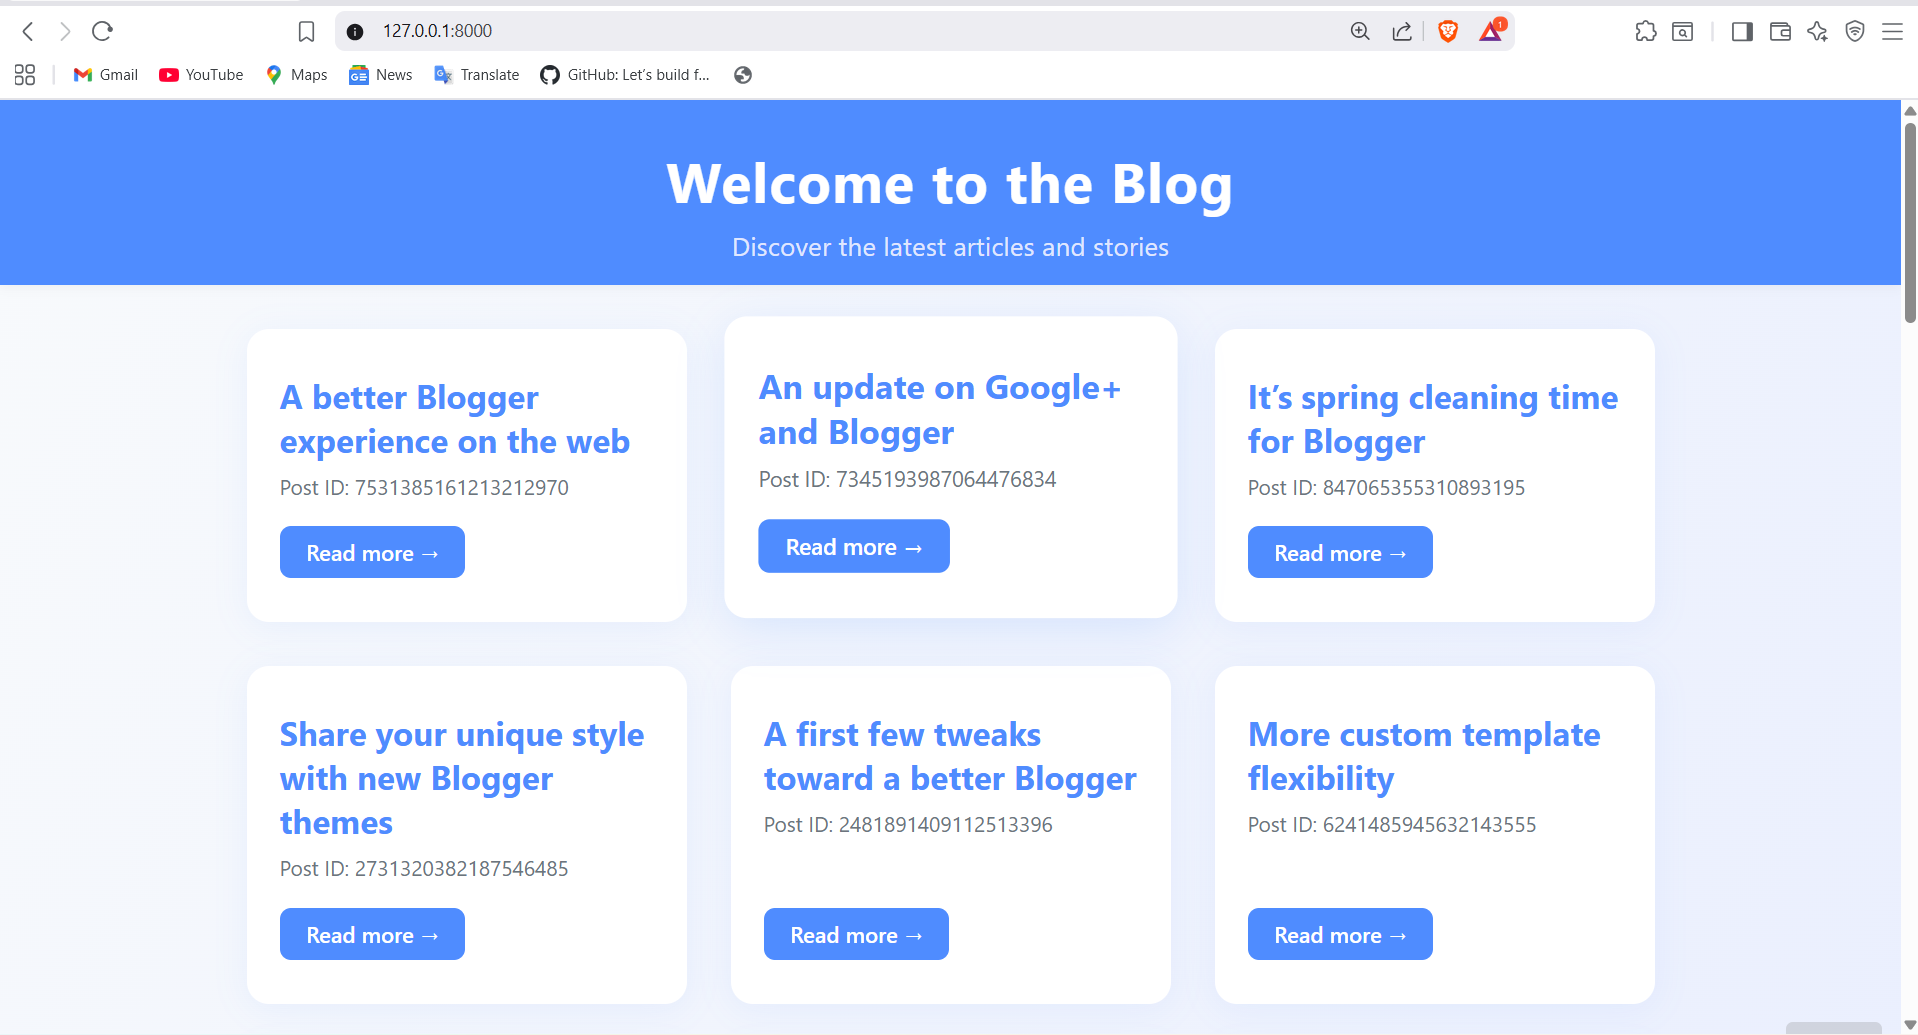 127.0.0.1:8000
1
Gmail
YouTube
Maps
News
Translate
GitHub: Let's build f...
Welcome to the Blog
Discover the latest articles and stories
A better Blogger
experience on the web
Post ID: 7531385161213212970
Read more →
An update on Google+
and Blogger
Post ID: 7345193987064476834
Read more →
It’s spring cleaning time
for Blogger
Post ID: 847065355310893195
Read more →
Share your unique style
with new Blogger
themes
Post ID: 2731320382187546485
Read more →
A first few tweaks
toward a better Blogger
Post ID: 2481891409112513396
Read more →
More custom template
flexibility
Post ID: 6241485945632143555
Read more →